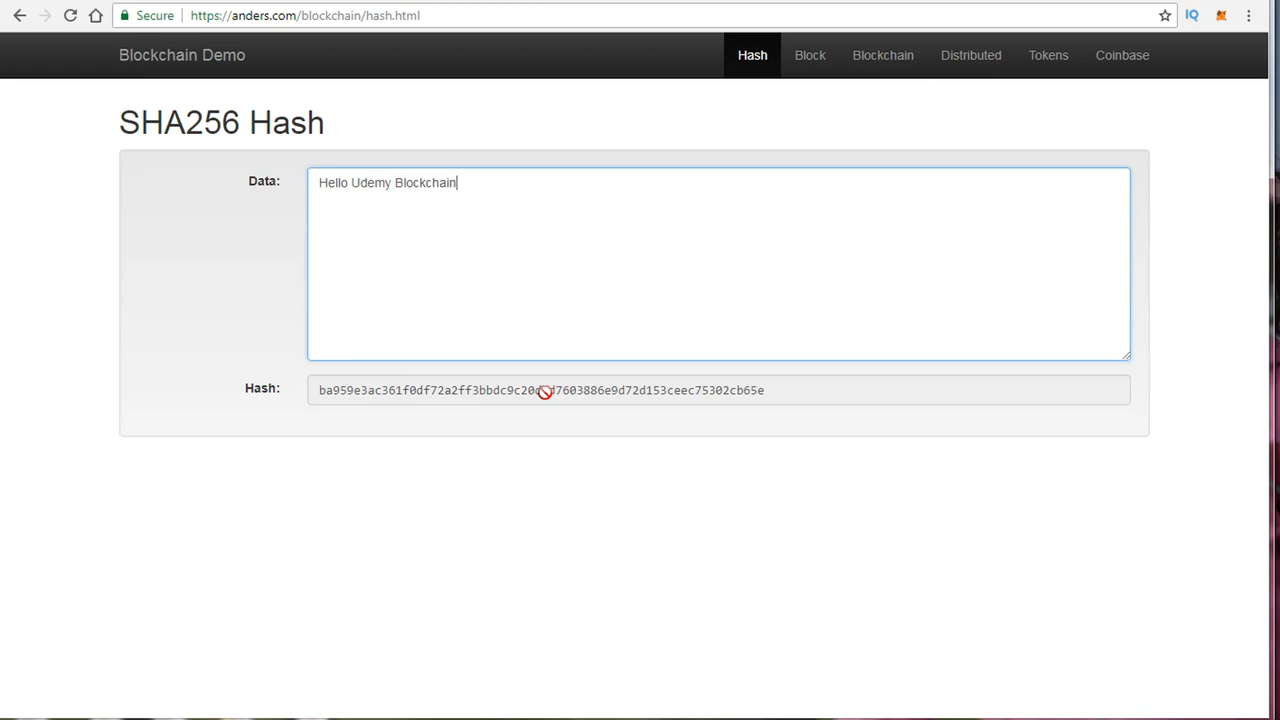 Secure https://anders.com/blockchain/hash.html IQ
Blockchain Demo Hash Block Blockchain Distributed Tokens Coinbase
SHA256 Hash
Data: Hello Udemy Blockchain
Hash: